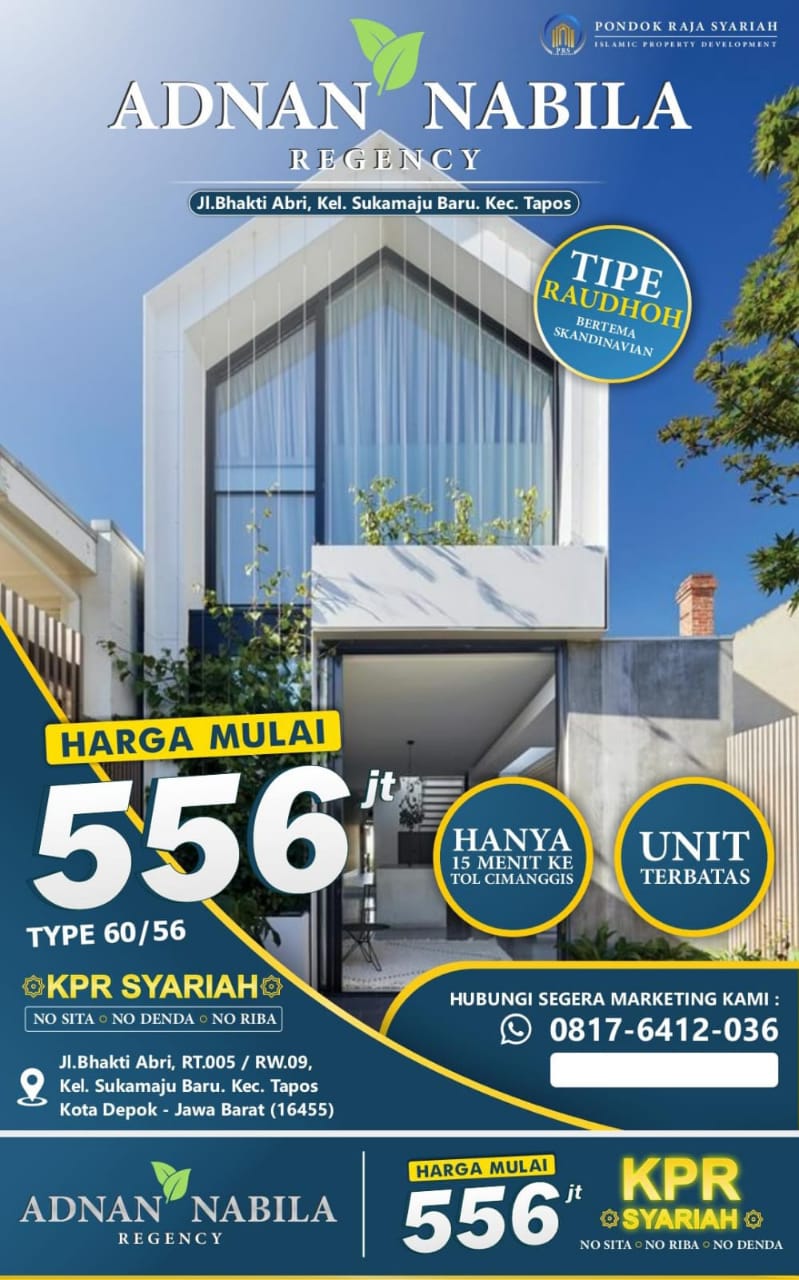 PONDOK RAJA SYARIAH
ISLAMIC PROPERTY DEVELOPMENT
PRS
ADNAN NABILA
REGENCY
Jl.Bhakti Abri, Kel. Sukamaju Baru. Kec. Tapos
TIPE
RAUDHOH
BERTEMA
SKANDINAVIAN
HARGA MULAI
556 jt
TYPE 60/56
HANYA
15 MENIT KE
TOL CIMANGGIS
UNIT
TERBATAS
KPR SYARIAH
NO SITA ○ NO DENDA ○ NO RIBA
HUBUNGI SEGERA MARKETING KAMI :
0817-6412-036
Jl.Bhakti Abri, RT.005 / RW.09,
Kel. Sukamaju Baru. Kec. Tapos
Kota Depok - Jawa Barat (16455)
ADNAN NABILA
REGENCY
HARGA MULAI
556 jt
KPR
SYARIAH
NO SITA ○ NO RIBA ○ NO DENDA